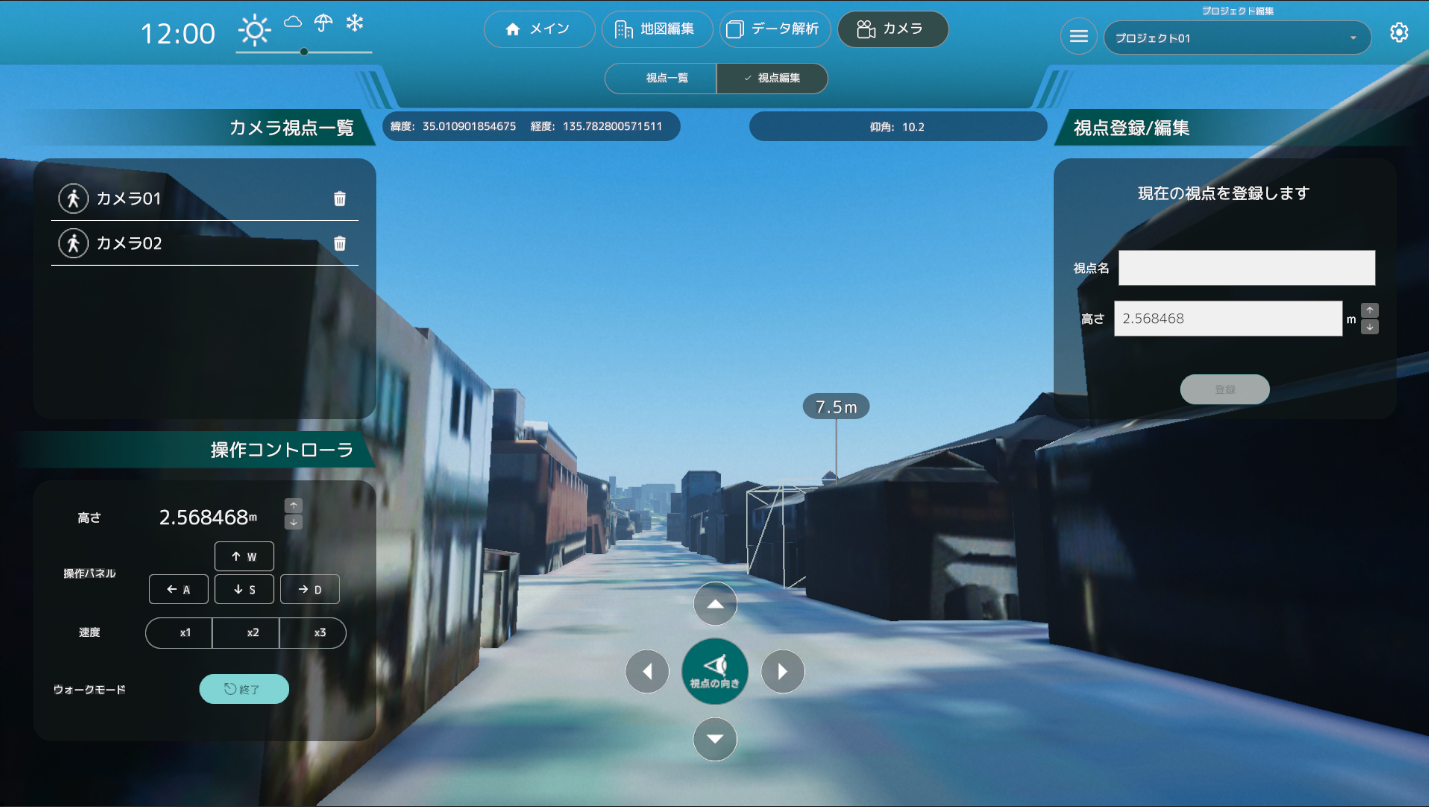 12:00
メイン
地図編集
データ解析
カメラ
プロジェクト編集
プロジェクト01
視点一覧
視点編集
カメラ視点一覧
緯度: 35.010901854675 経度: 135.782800571511
仰角: 10.2
視点登録/編集
カメラ01
カメラ02
現在の視点を登録します
視点名
高さ 2.568468 m
登録
7.5m
操作コントローラ
高さ 2.568468m
操作パネル
↑ W
← A ↓ S → D
速度 x1 x2 x3
ウォークモード 終了
視点の向き